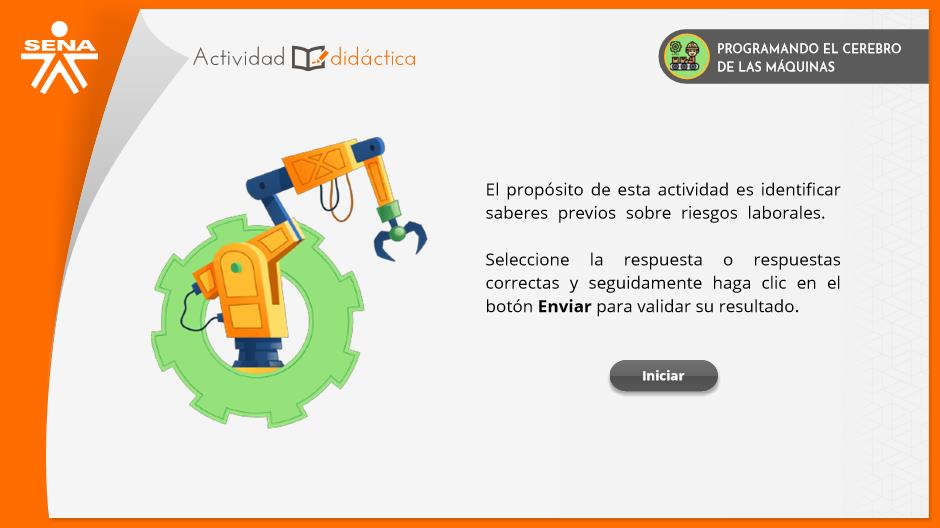 SENA
Actividad didáctica
PROGRAMANDO EL CEREBRO
DE LAS MÁQUINAS
El propósito de esta actividad es identificar
saberes previos sobre riesgos laborales.
Seleccione la respuesta o respuestas
correctas y seguidamente haga clic en el
botón Enviar para validar su resultado.
Iniciar